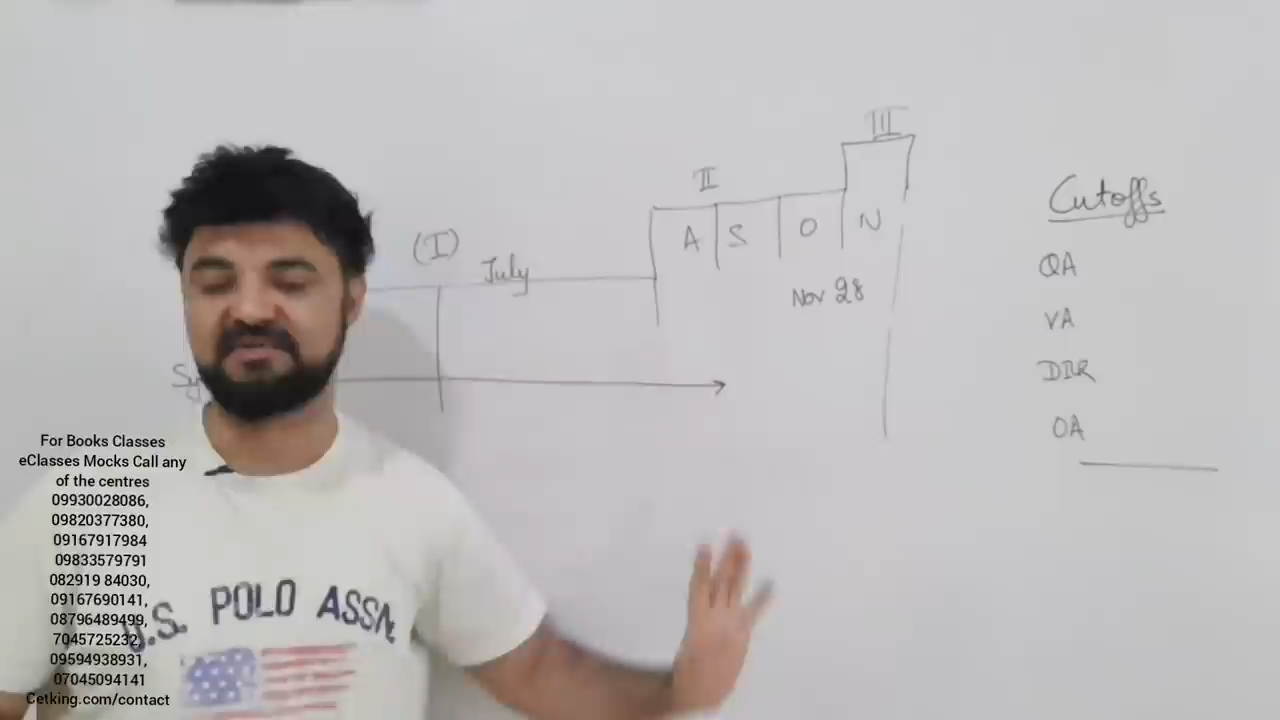 III
II
(I)
July
A S O N
Nov 28
Cutoffs
QA
VA
DILR
OA
For Books Classes
eClasses Mocks Call any
of the centres
09930028086,
09820377380,
09167917984
09833579791
082919 84030,
09167690141,
08796489499,
7045725232,
09594938931,
07045094141
Cetking.com/contact
U.S. POLO ASSN.